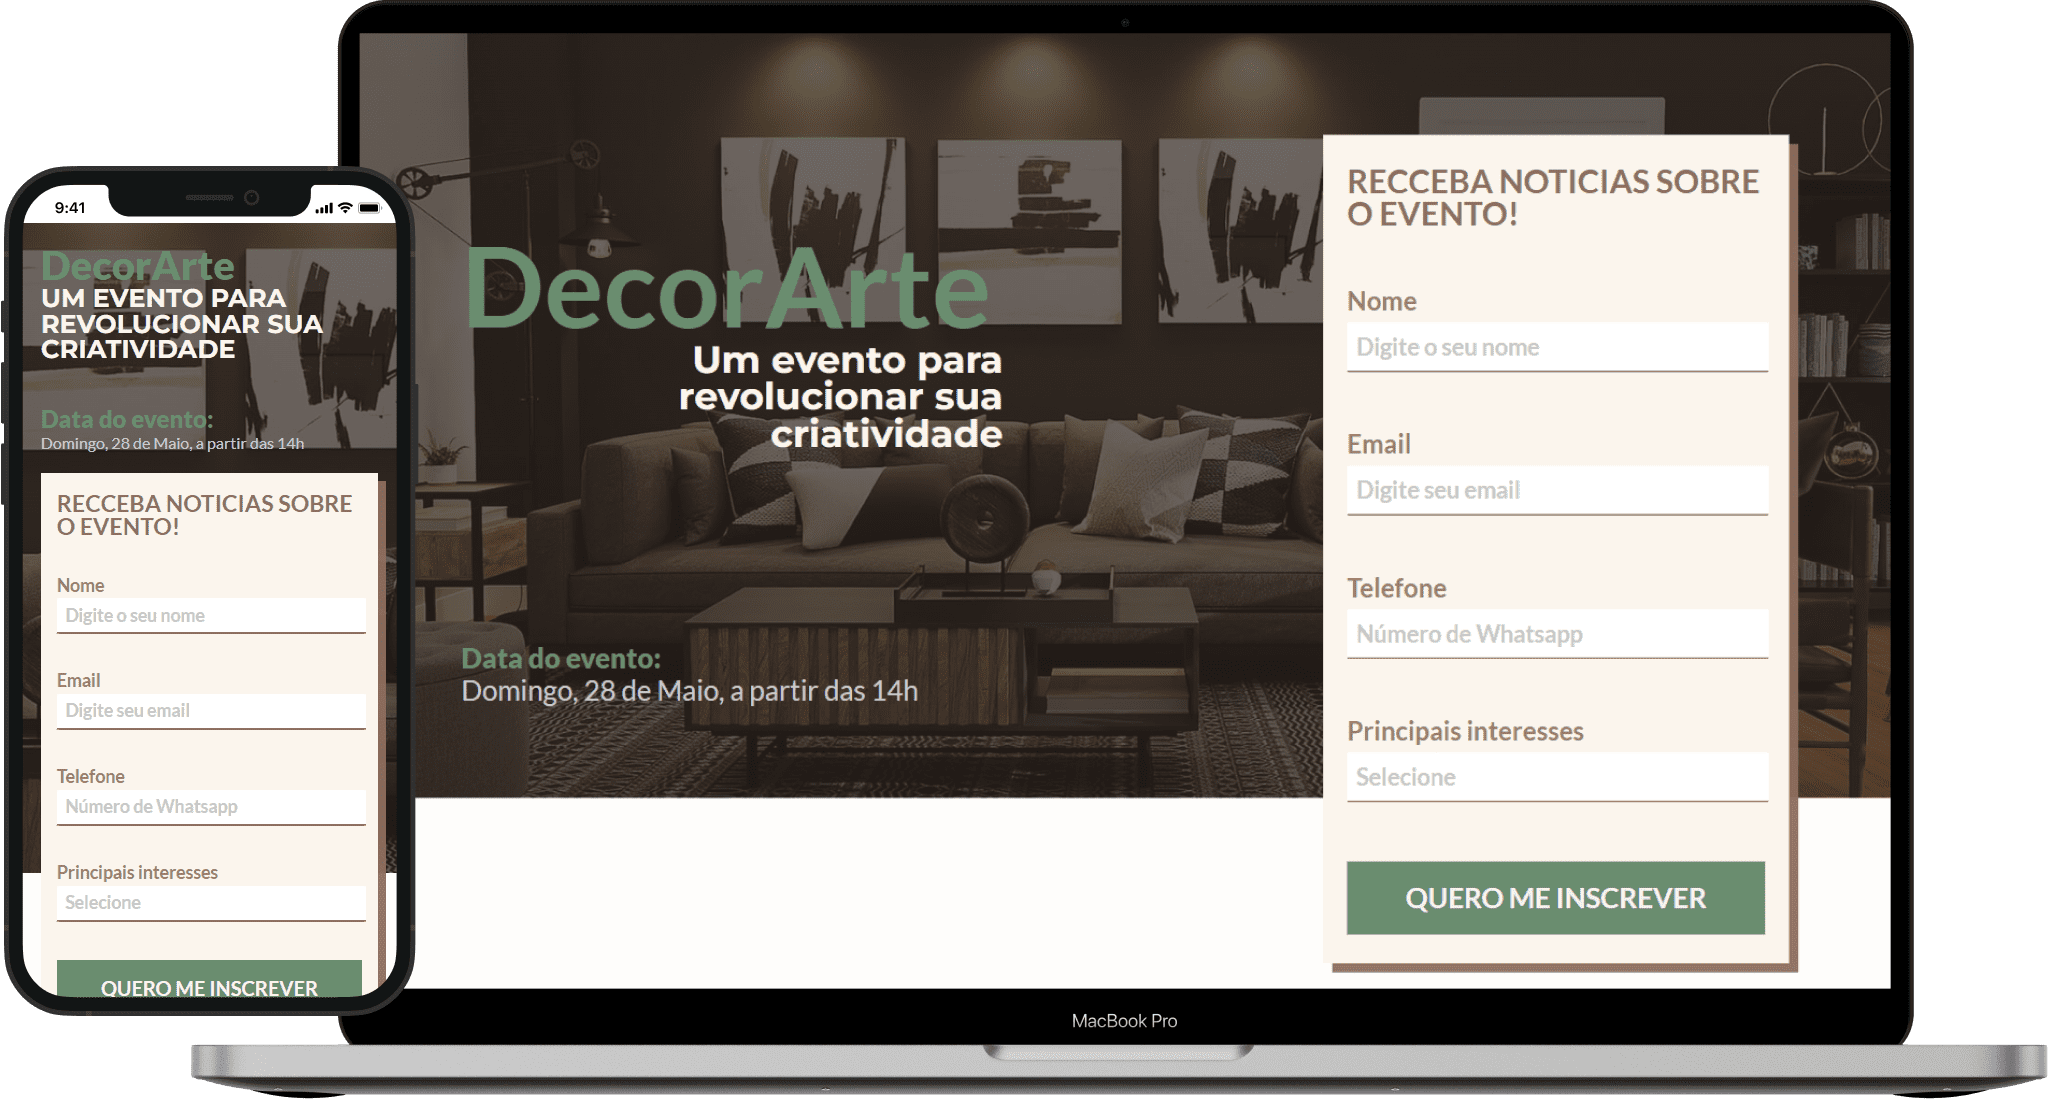 9:41
DecorArte
UM EVENTO PARA
REVOLUCIONAR SUA
CRIATIVIDADE
Data do evento:
Domingo, 28 de Maio, a partir das 14h
RECCEBA NOTICIAS SOBRE
O EVENTO!
Nome
Digite o seu nome
Email
Digite seu email
Telefone
Número de Whatsapp
Principais interesses
Selecione
QUERO ME INSCREVER
DecorArte
Um evento para
revolucionar sua
criatividade
Data do evento:
Domingo, 28 de Maio, a partir das 14h
RECCEBA NOTICIAS SOBRE
O EVENTO!
Nome
Digite o seu nome
Email
Digite seu email
Telefone
Número de Whatsapp
Principais interesses
Selecione
QUERO ME INSCREVER
MacBook Pro